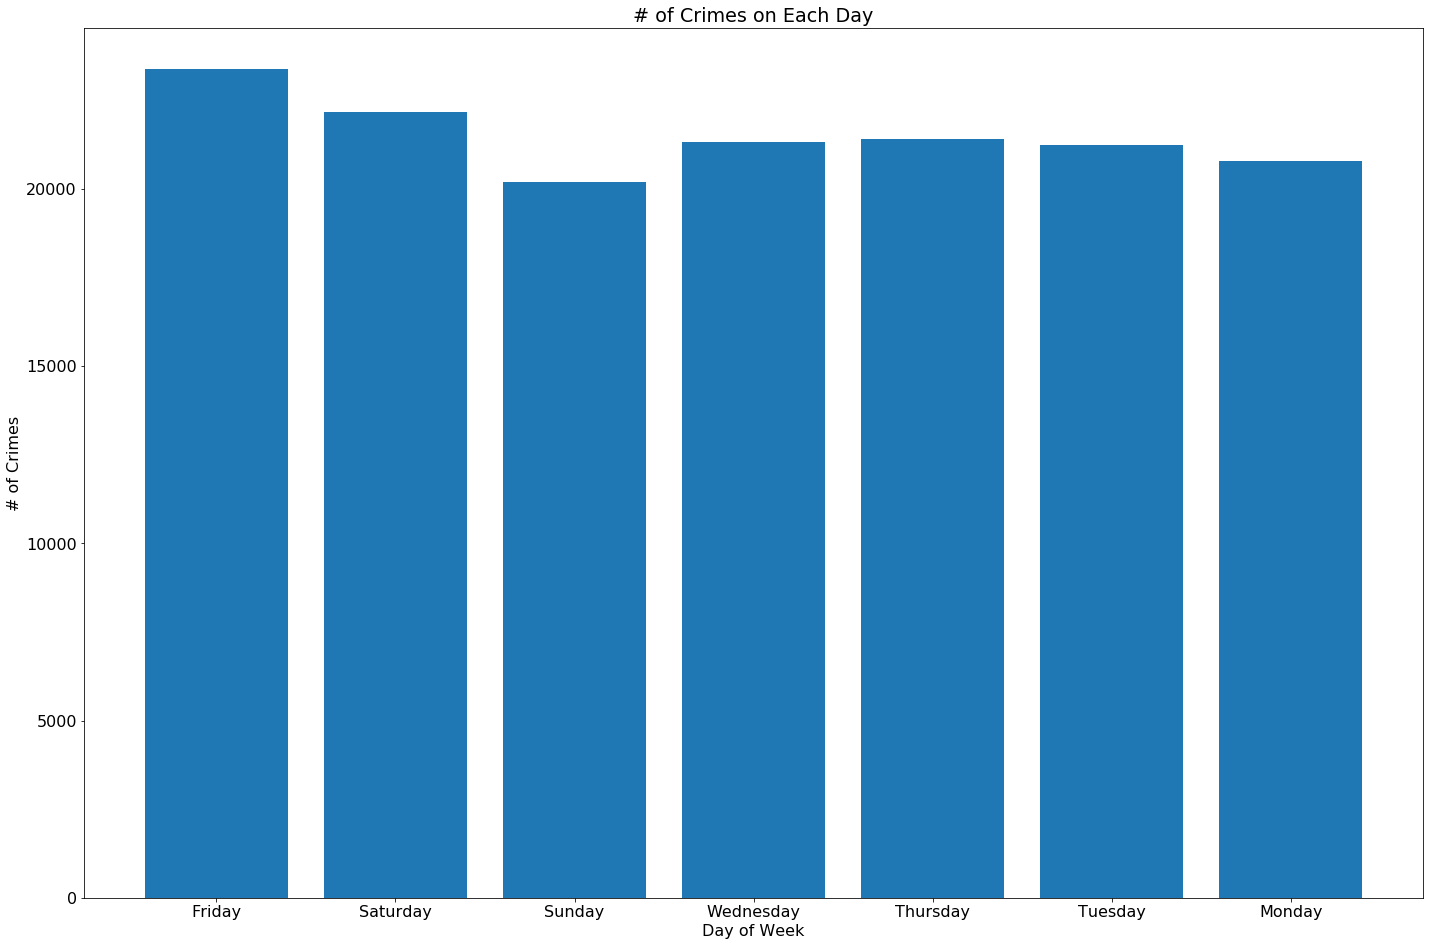 # of Crimes on Each Day
# of Crimes
20000
15000
10000
5000
0
Friday Saturday Sunday Wednesday Thursday Tuesday Monday
Day of Week